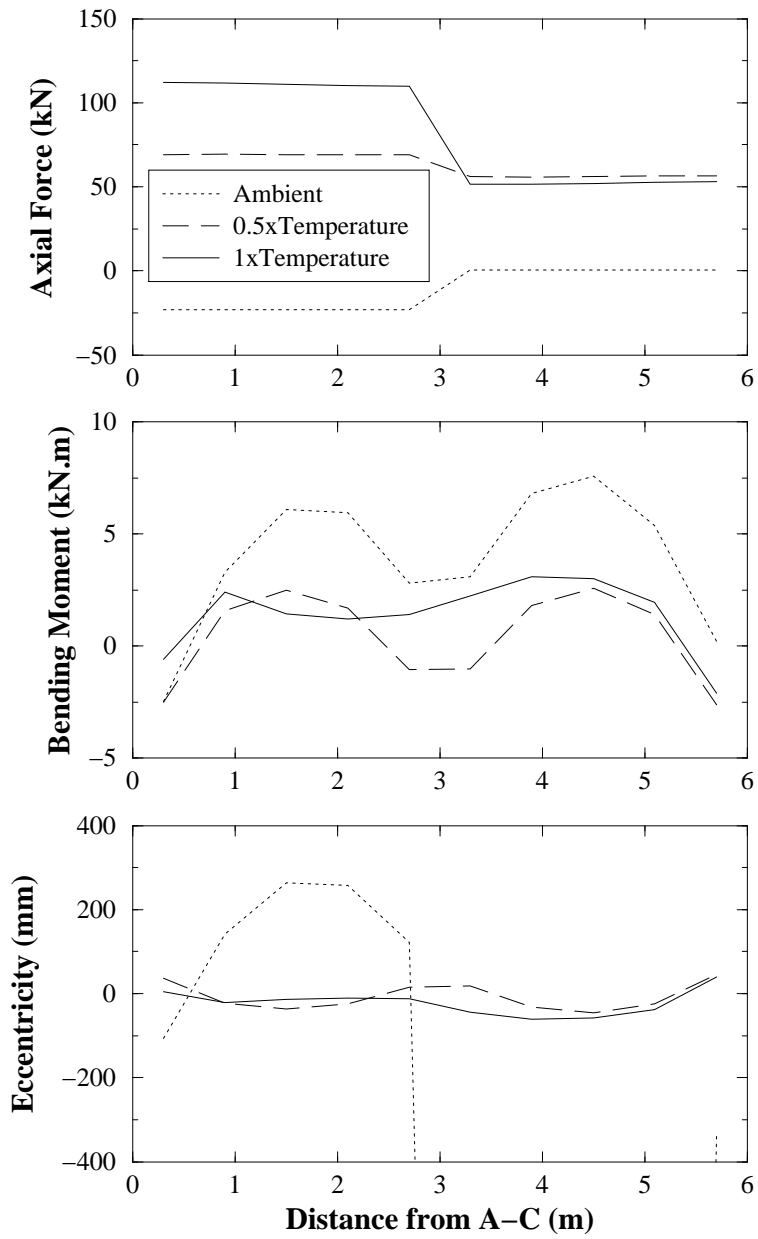 150
100
50
0
−50
Axial Force (kN)
Ambient
0.5xTemperature
1xTemperature
0 1 2 3 4 5 6
10
5
0
−5
Bending Moment (kN.m)
0 1 2 3 4 5 6
400
200
0
−200
−400
Eccentricity (mm)
0 1 2 3 4 5 6
Distance from A−C (m)